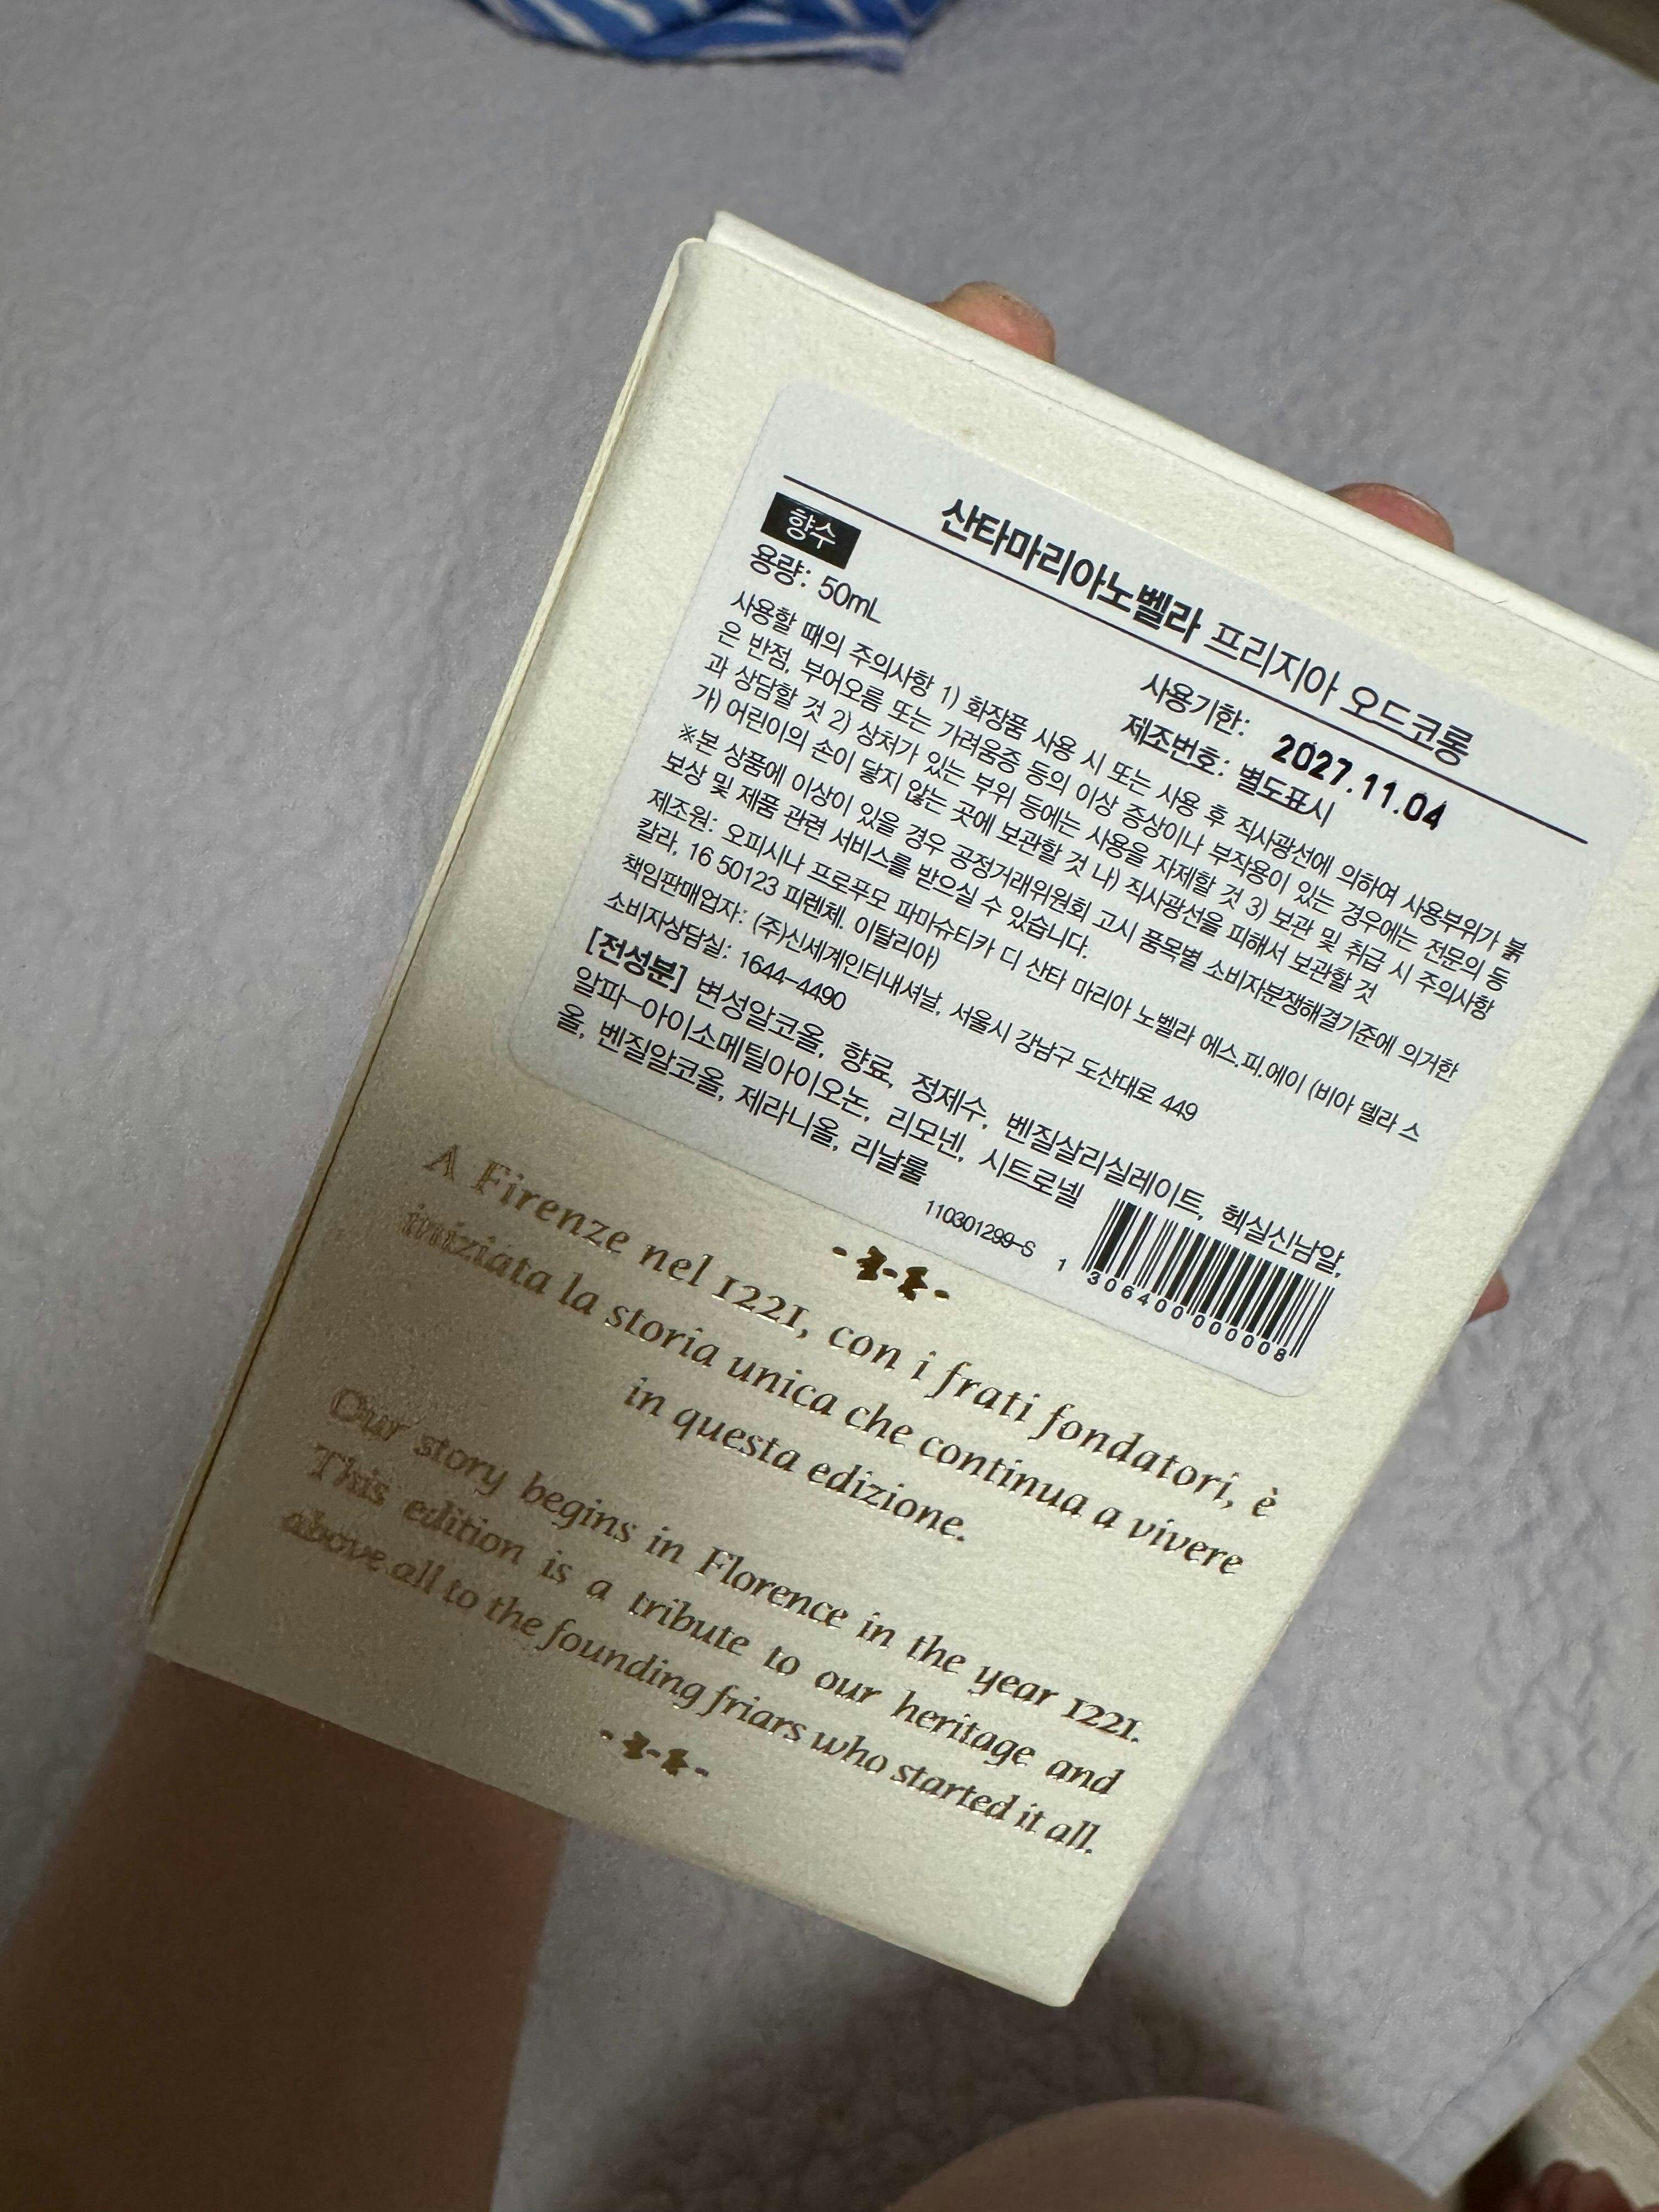 산타마리아노벨라 프리지아 오드코롱
향수
용량: 50mL
사용기한: 2027.11.04
제조번호: 별도표시
사용할 때의 주의사항 1) 화장품 사용 시 또는 사용 후 직사광선에 의하여 사용부위가 붉
은 반점, 부어오름 또는 가려움증 등의 이상 증상이나 부작용이 있는 경우에는 전문의 등
과 상담할 것 2) 상처가 있는 부위 등에는 사용을 자제할 것 3) 보관 및 취급 시 주의사항
가) 어린이의 손이 닿지 않는 곳에 보관할 것 나) 직사광선을 피해서 보관할 것
※본 상품에 이상이 있을 경우 공정거래위원회 고시 품목별 소비자분쟁해결기준에 의거한
보상 및 제품 관련 서비스를 받으실 수 있습니다.
제조원: 오피시나 프로푸모 파마슈티카 디 산타 마리아 노벨라 에스.피.에이 (비아 델라 스
칼라, 16 50123 피렌체. 이탈리아)
책임판매업자: (주)신세계인터내셔날, 서울시 강남구 도산대로 449
소비자상담실: 1644-4490
[전성분] 변성알코올, 향료, 정제수, 벤질살리실레이트, 헥실신남알,
알파-아이소메틸아이오논, 리모넨, 시트로넬
올, 벤질알코올, 제라니올, 리날룰
110301299-S
1 306400 000008
A Firenze nel 1221, con i frati fondatori, è
iniziata la storia unica che continua a vivere
in questa edizione.
Our story begins in Florence in the year 1221.
This edition is a tribute to our heritage and
above all to the founding friars who started it all.